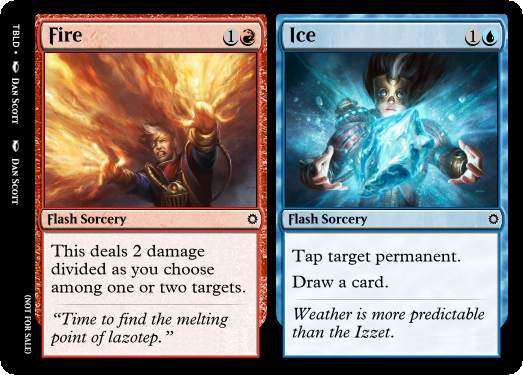 Fire 1
Flash Sorcery
This deals 2 damage
divided as you choose
among one or two targets.
“Time to find the melting
point of lazotep.”
Ice 1
Flash Sorcery
Tap target permanent.
Draw a card.
Weather is more predictable
than the Izzet.
TBLD • Dan Scott Dan Scott
(NOT FOR SALE)